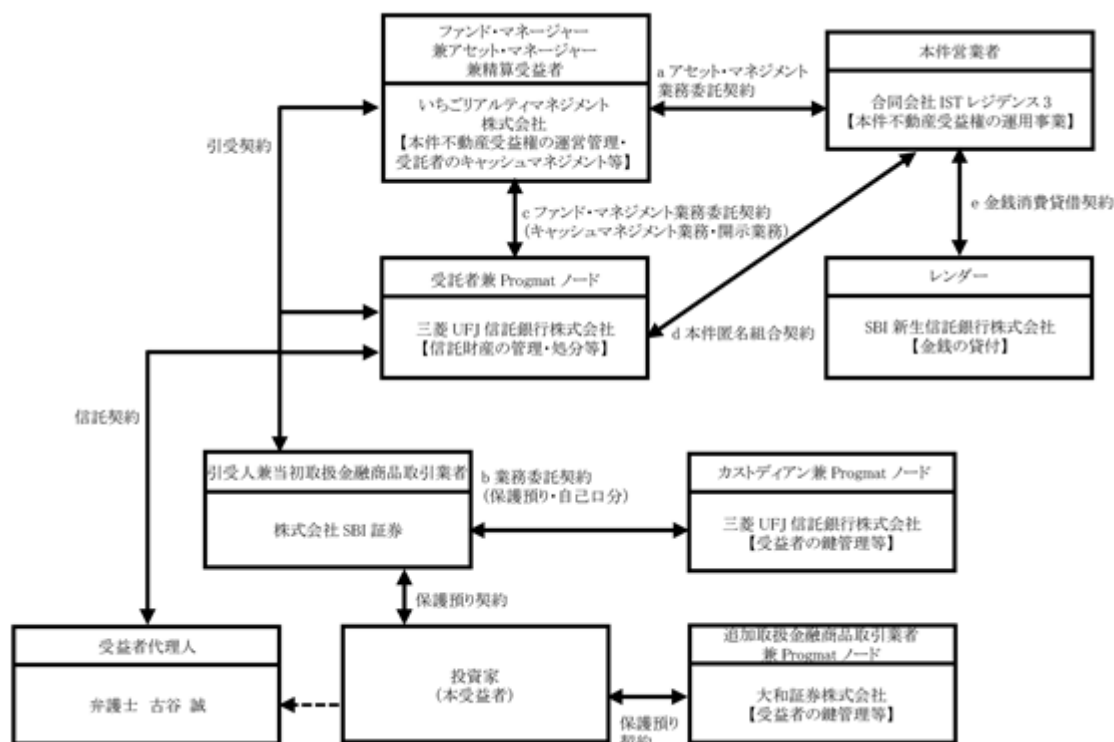 ファンド・マネージャー
兼アセット・マネージャー
兼精算受益者
いちごリアルティマネジメント
株式会社
【本件不動産受益権の運営管理・
受託者のキャッシュマネジメント等】
a アセット・マネジメント
業務委託契約
本件営業者
合同会社 IST レジデンス 3
【本件不動産受益権の運用事業】
引受契約
c ファンド・マネジメント業務委託契約
(キャッシュマネジメント業務・開示業務)
e 金銭消費貸借契約
受託者兼 Progmat ノード
三菱 UFJ 信託銀行株式会社
【信託財産の管理・処分等】
d 本件匿名組合契約
レンダー
SBI 新生信託銀行株式会社
【金銭の貸付】
信託契約
引受人兼当初取扱金融商品取引業者
株式会社 SBI 証券
b 業務委託契約
(保護預り・自己口分)
カストディアン兼 Progmat ノード
三菱 UFJ 信託銀行株式会社
【受益者の鍵管理等】
保護預り契約
受益者代理人
弁護士 古谷 誠
投資家
(本受益者)
追加取扱金融商品取引業者
兼 Progmat ノード
大和証券株式会社
【受益者の鍵管理等】
保護預り
契約